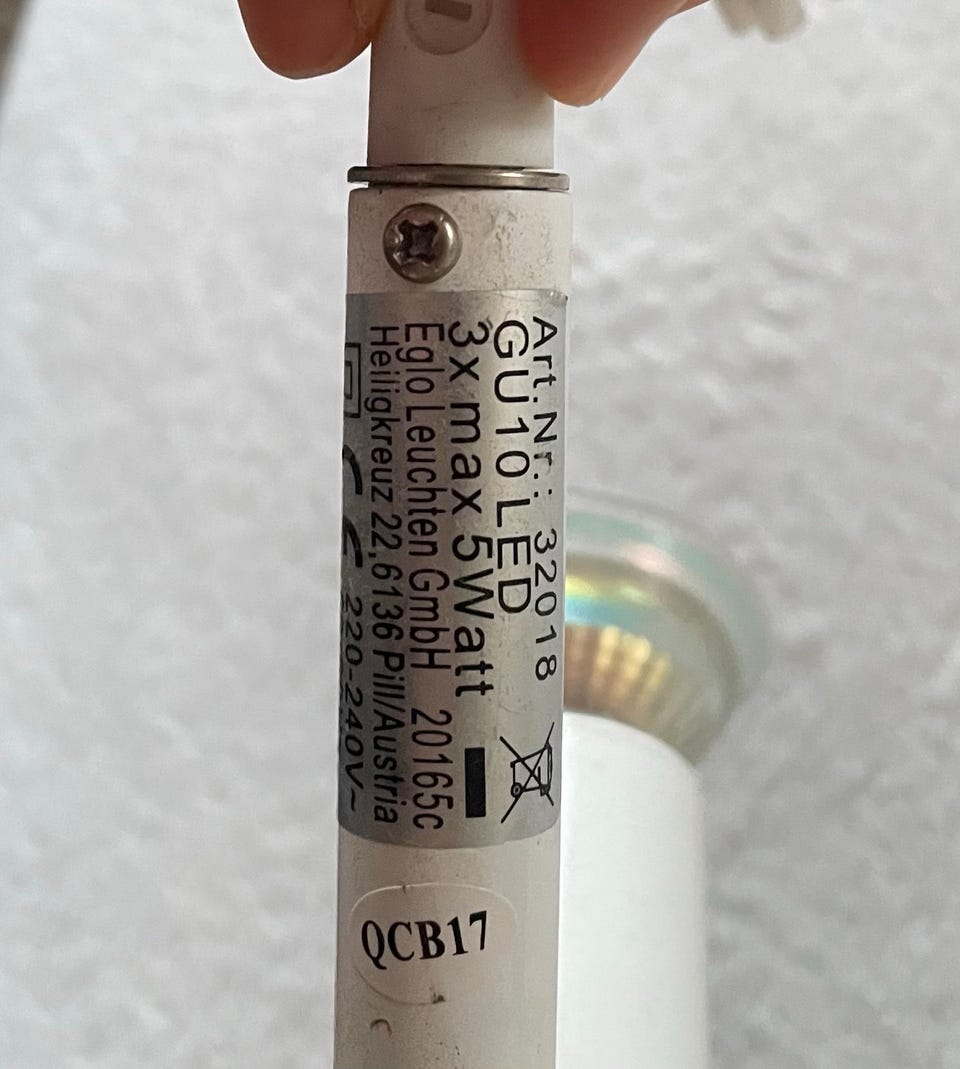 Art.Nr.: 32018
GU10 LED
3x max 5Watt
Eglo Leuchten GmbH 20165c
Heiligkreuz 22,6136 Pill/Austria
CE 220-240V~
QCB17